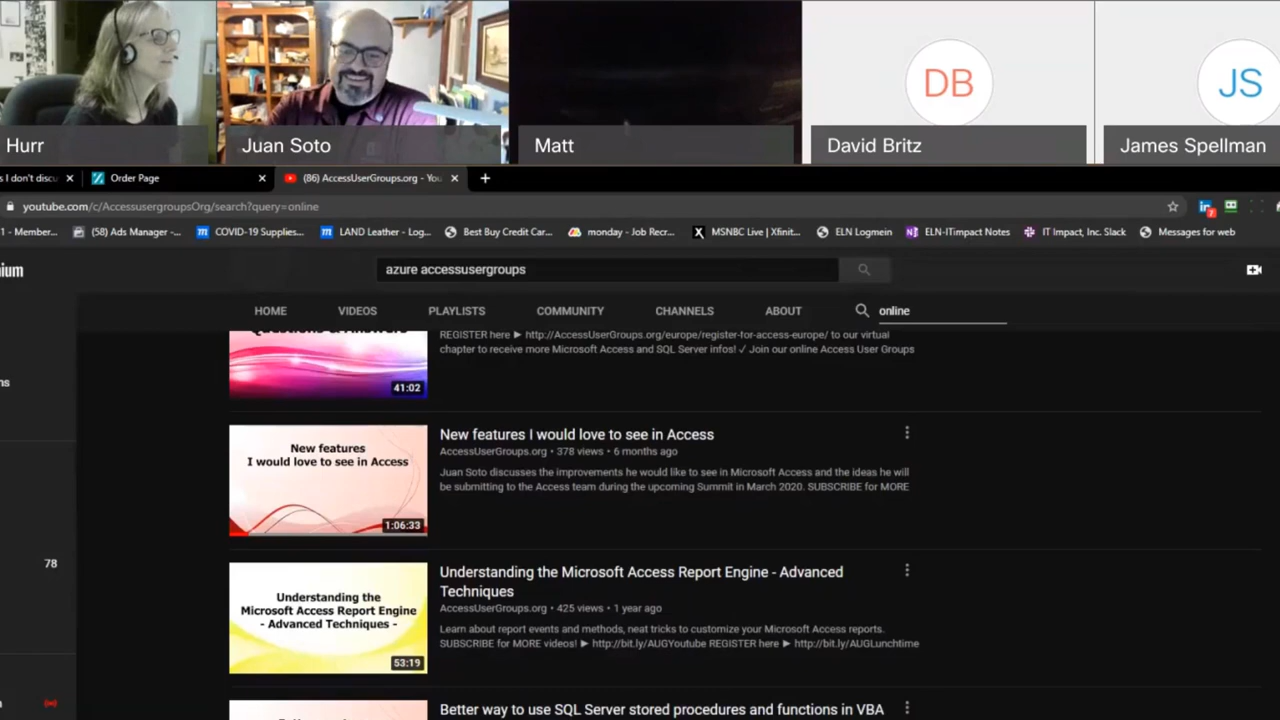 DB
JS
Hurr
Juan Soto
Matt
David Britz
James Spellman
s I don't discu
Order Page
(86) AccessUserGroups.org - You
youtube.com/c/AccessusergroupsOrg/search?query=online
1 - Member...
(58) Ads Manager -...
COVID-19 Supplies...
LAND Leather - Log...
Best Buy Credit Car...
monday - Job Recr...
MSNBC Live | Xfinit...
ELN Logmein
ELN-ITimpact Notes
IT Impact, Inc. Slack
Messages for web
nium
azure accessusergroups
HOME
VIDEOS
PLAYLISTS
COMMUNITY
CHANNELS
ABOUT
online
REGISTER here ► http://AccessUserGroups.org/europe/register-for-access-europe/ to our virtual
chapter to receive more Microsoft Access and SQL Server infos! ✓ Join our online Access User Groups
41:02
New features
I would love to see in Access
1:06:33
New features I would love to see in Access
AccessUserGroups.org • 378 views • 6 months ago
Juan Soto discusses the improvements he would like to see in Microsoft Access and the ideas he will
be submitting to the Access team during the upcoming Summit in March 2020. SUBSCRIBE for MORE
78
Understanding the
Microsoft Access Report Engine
- Advanced Techniques -
53:19
Understanding the Microsoft Access Report Engine - Advanced
Techniques
AccessUserGroups.org • 425 views • 1 year ago
Learn about report events and methods, neat tricks to customize your Microsoft Access reports.
SUBSCRIBE for MORE videos! ► http://bit.ly/AUGYoutube REGISTER here ► http://bit.ly/AUGLunchtime
Better way to use SQL Server stored procedures and functions in VBA